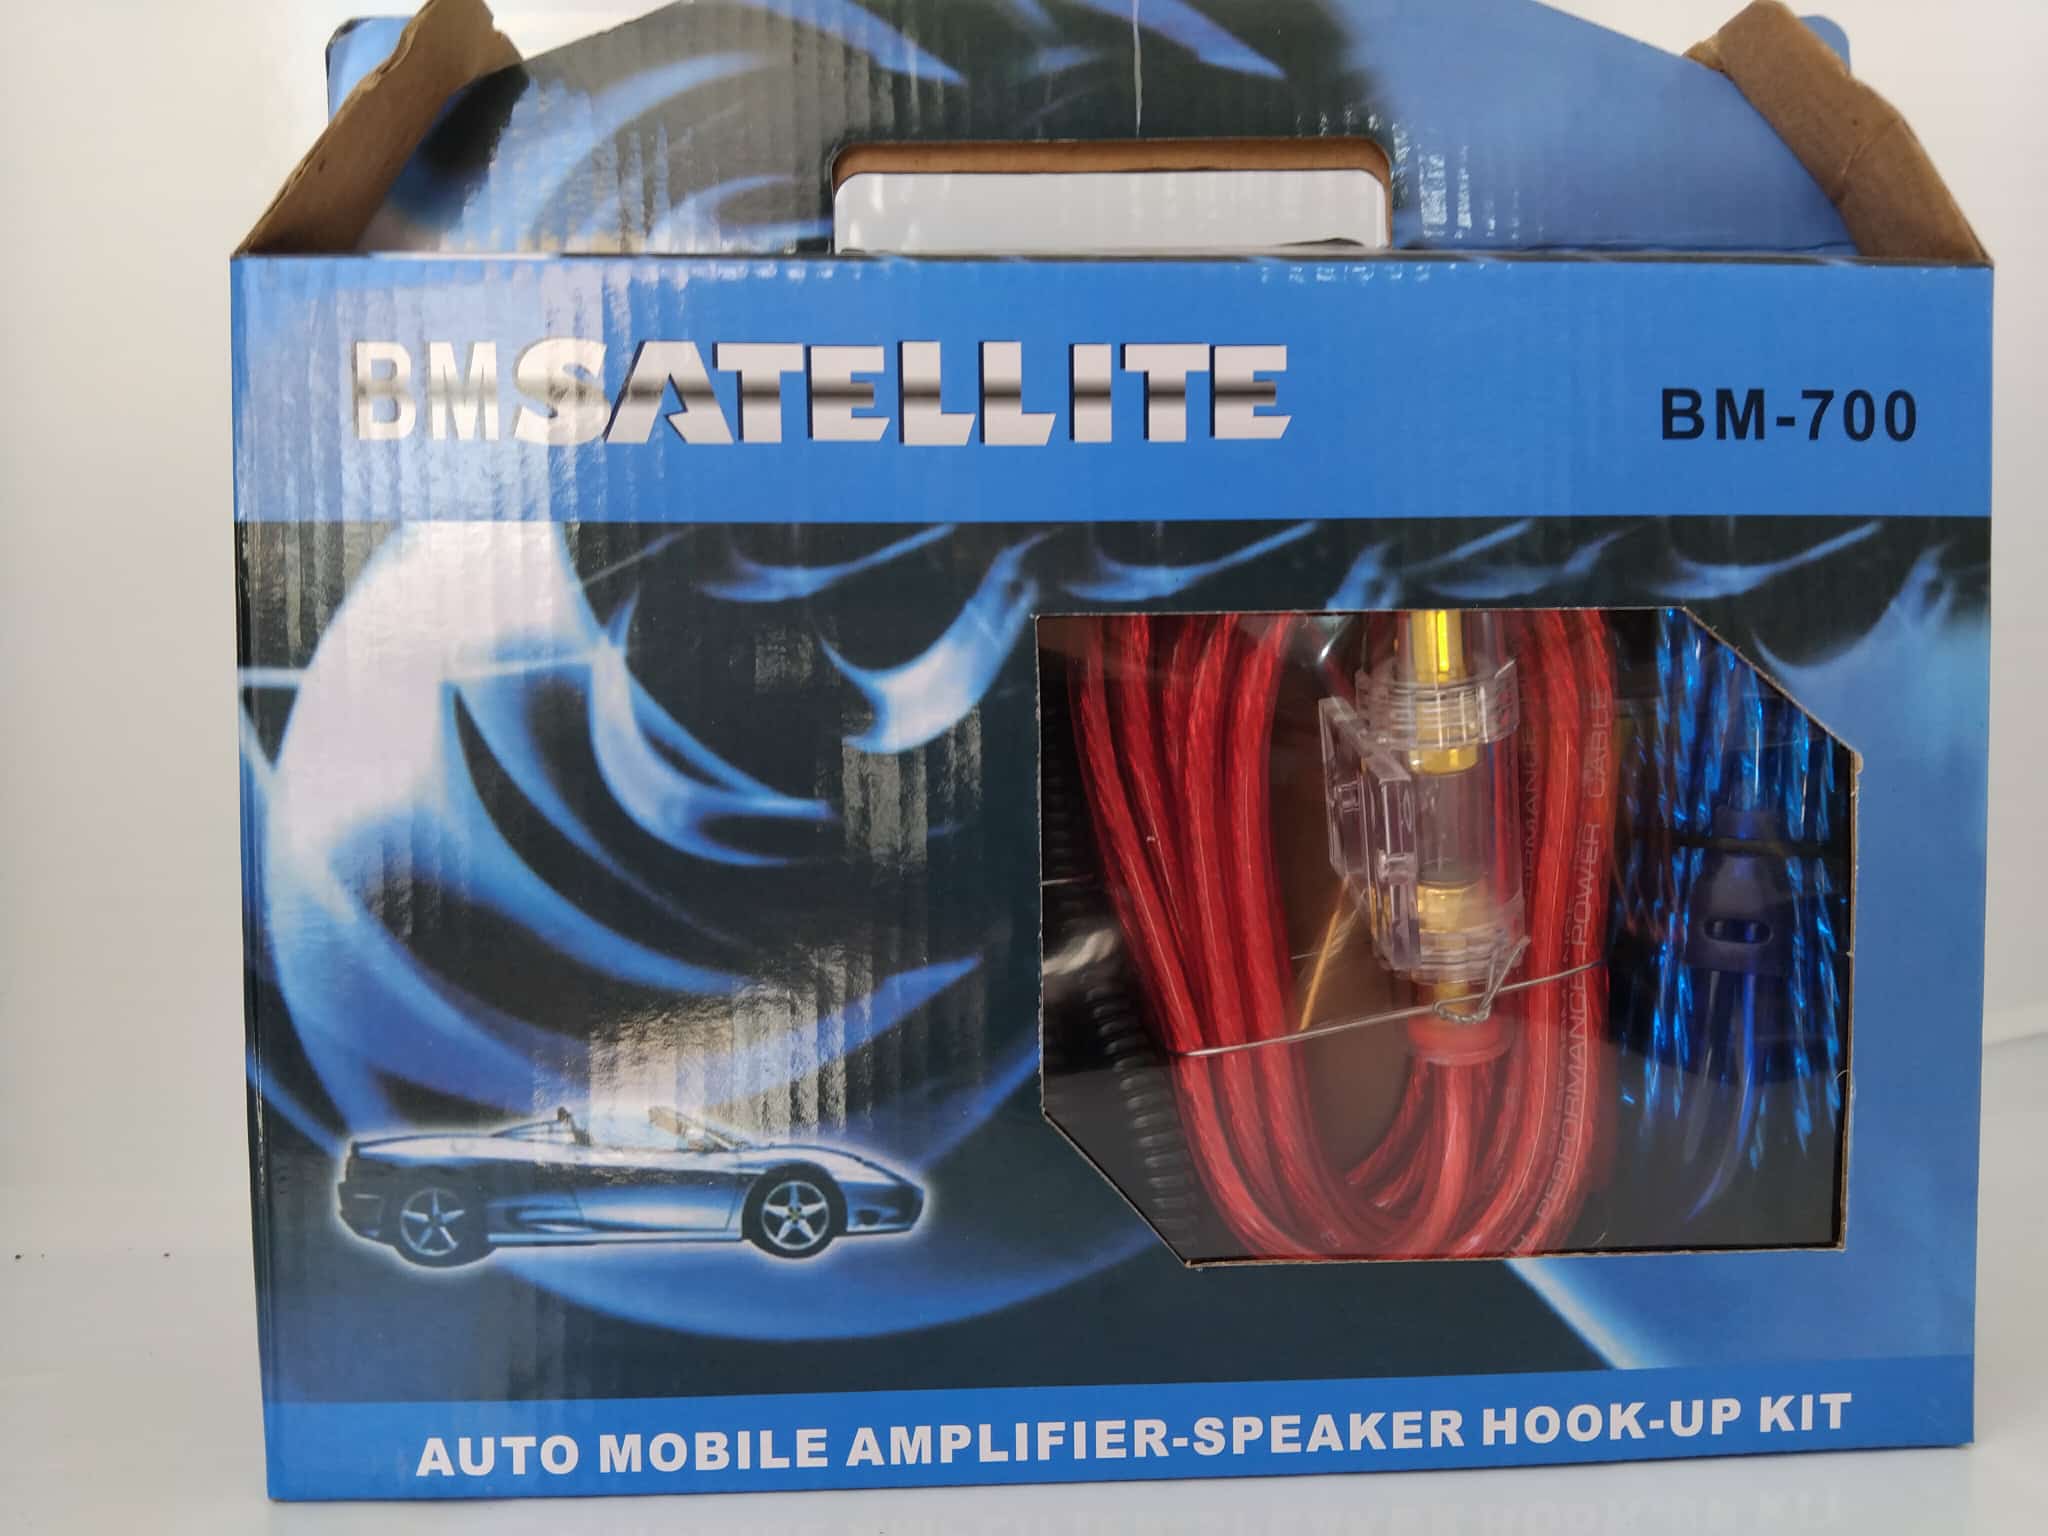 BMSATELLITE
BM-700
PERFORMANCE POWER CABLE
AUTO MOBILE AMPLIFIER-SPEAKER HOOK-UP KIT